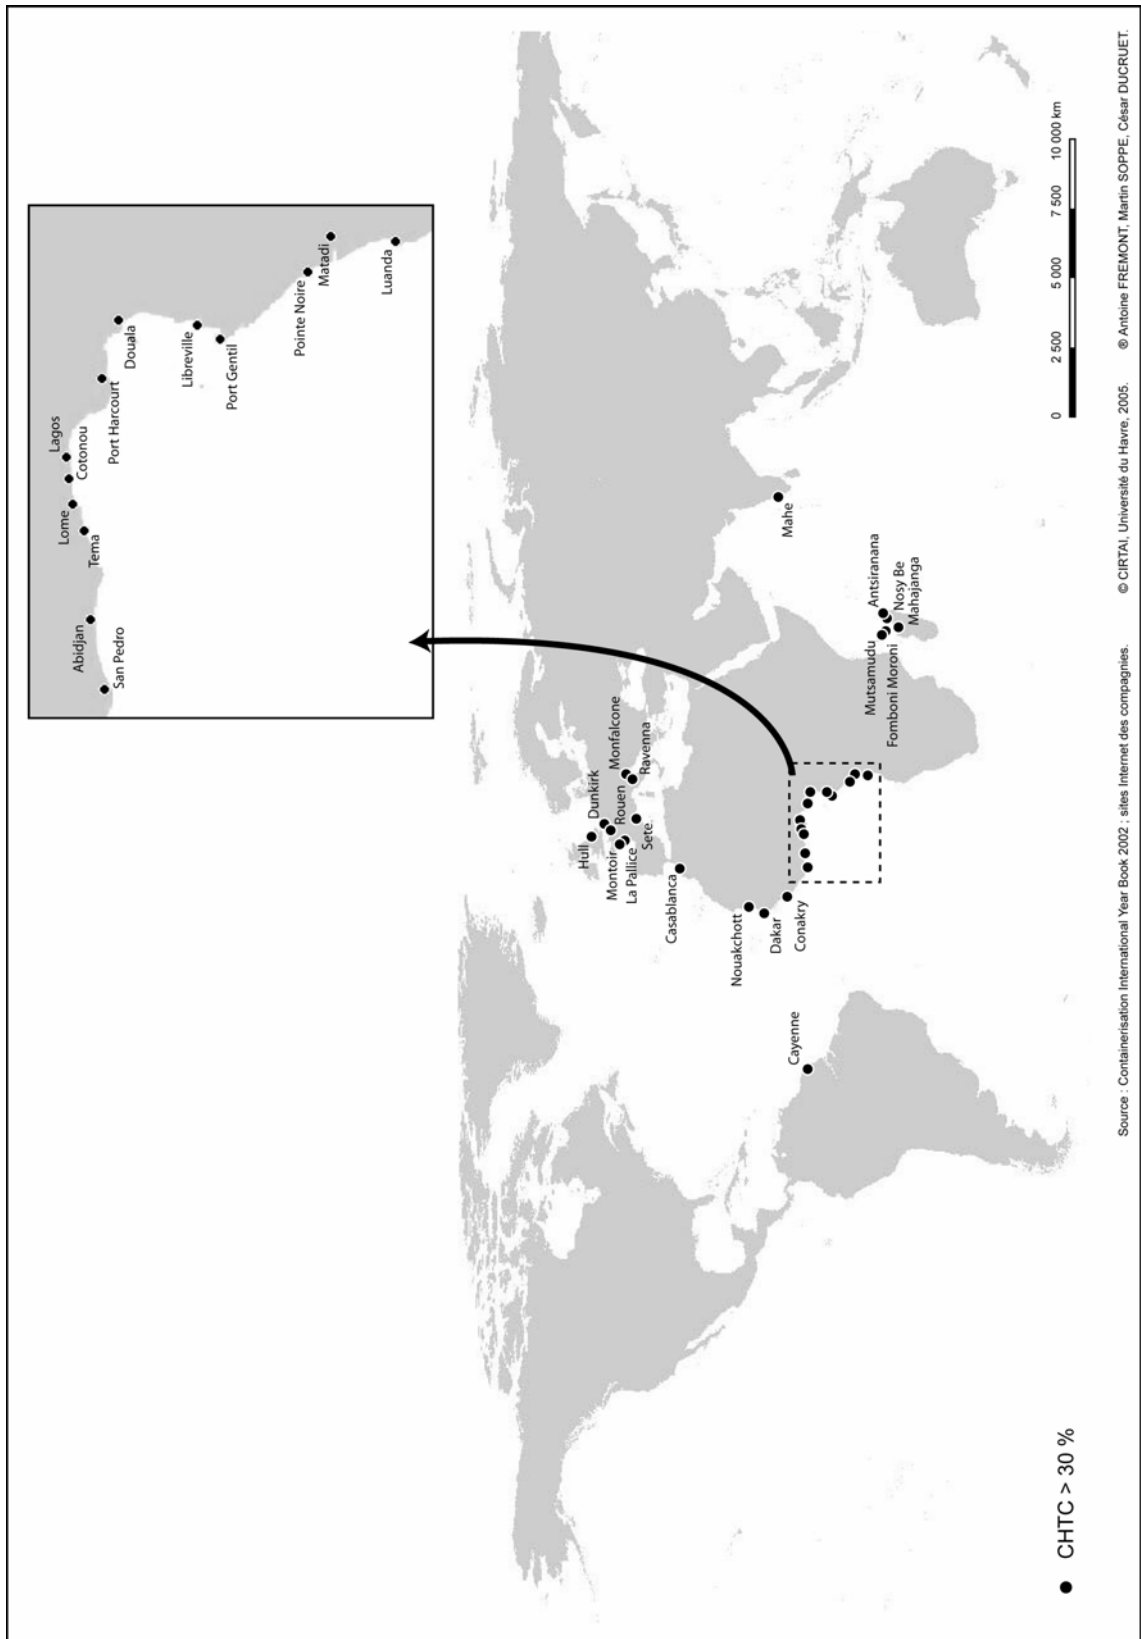 Lagos
Cotonou
Lome
Tema
Abidjan
San Pedro
Port Harcourt
Douala
Libreville
Port Gentil
Pointe Noire
Matadi
Luanda
Hull
Dunkirk
Rouen
Montoir
La Pallice
Sete
Monfalcone
Ravenna
Casablanca
Nouakchott
Dakar
Conakry
Cayenne
Mahe
Mutsamudu
Fomboni Moroni
Antsiranana
Nosy Be
Mahajanga
CHTC > 30 %
0 2 500 5 000 7 500 10 000 km
Source : Containerisation International Year Book 2002 ; sites Internet des compagnies. © CIRTAI, Université du Havre, 2005. ® Antoine FREMONT, Martin SOPPE, César DUCRUET.